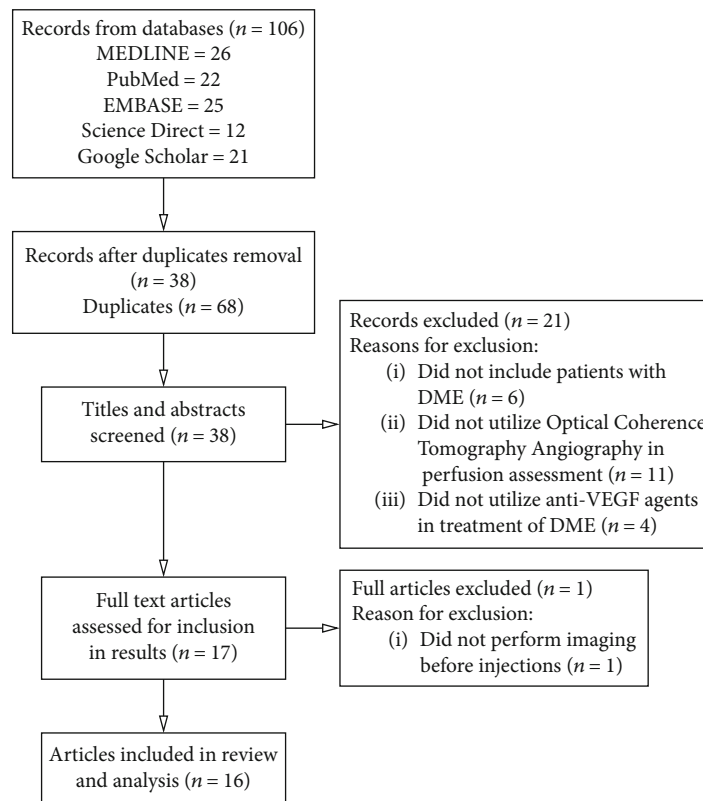 Records from databases (n = 106)
MEDLINE = 26
PubMed = 22
EMBASE = 25
Science Direct = 12
Google Scholar = 21
Records after duplicates removal
(n = 38)
Duplicates (n = 68)
Titles and abstracts
screened (n = 38)
Records excluded (n = 21)
Reasons for exclusion:
(i) Did not include patients with
DME (n = 6)
(ii) Did not utilize Optical Coherence
Tomography Angiography in
perfusion assessment (n = 11)
(iii) Did not utilize anti-VEGF agents
in treatment of DME (n = 4)
Full text articles
assessed for inclusion
in results (n = 17)
Full articles excluded (n = 1)
Reason for exclusion:
(i) Did not perform imaging
before injections (n = 1)
Articles included in review
and analysis (n = 16)